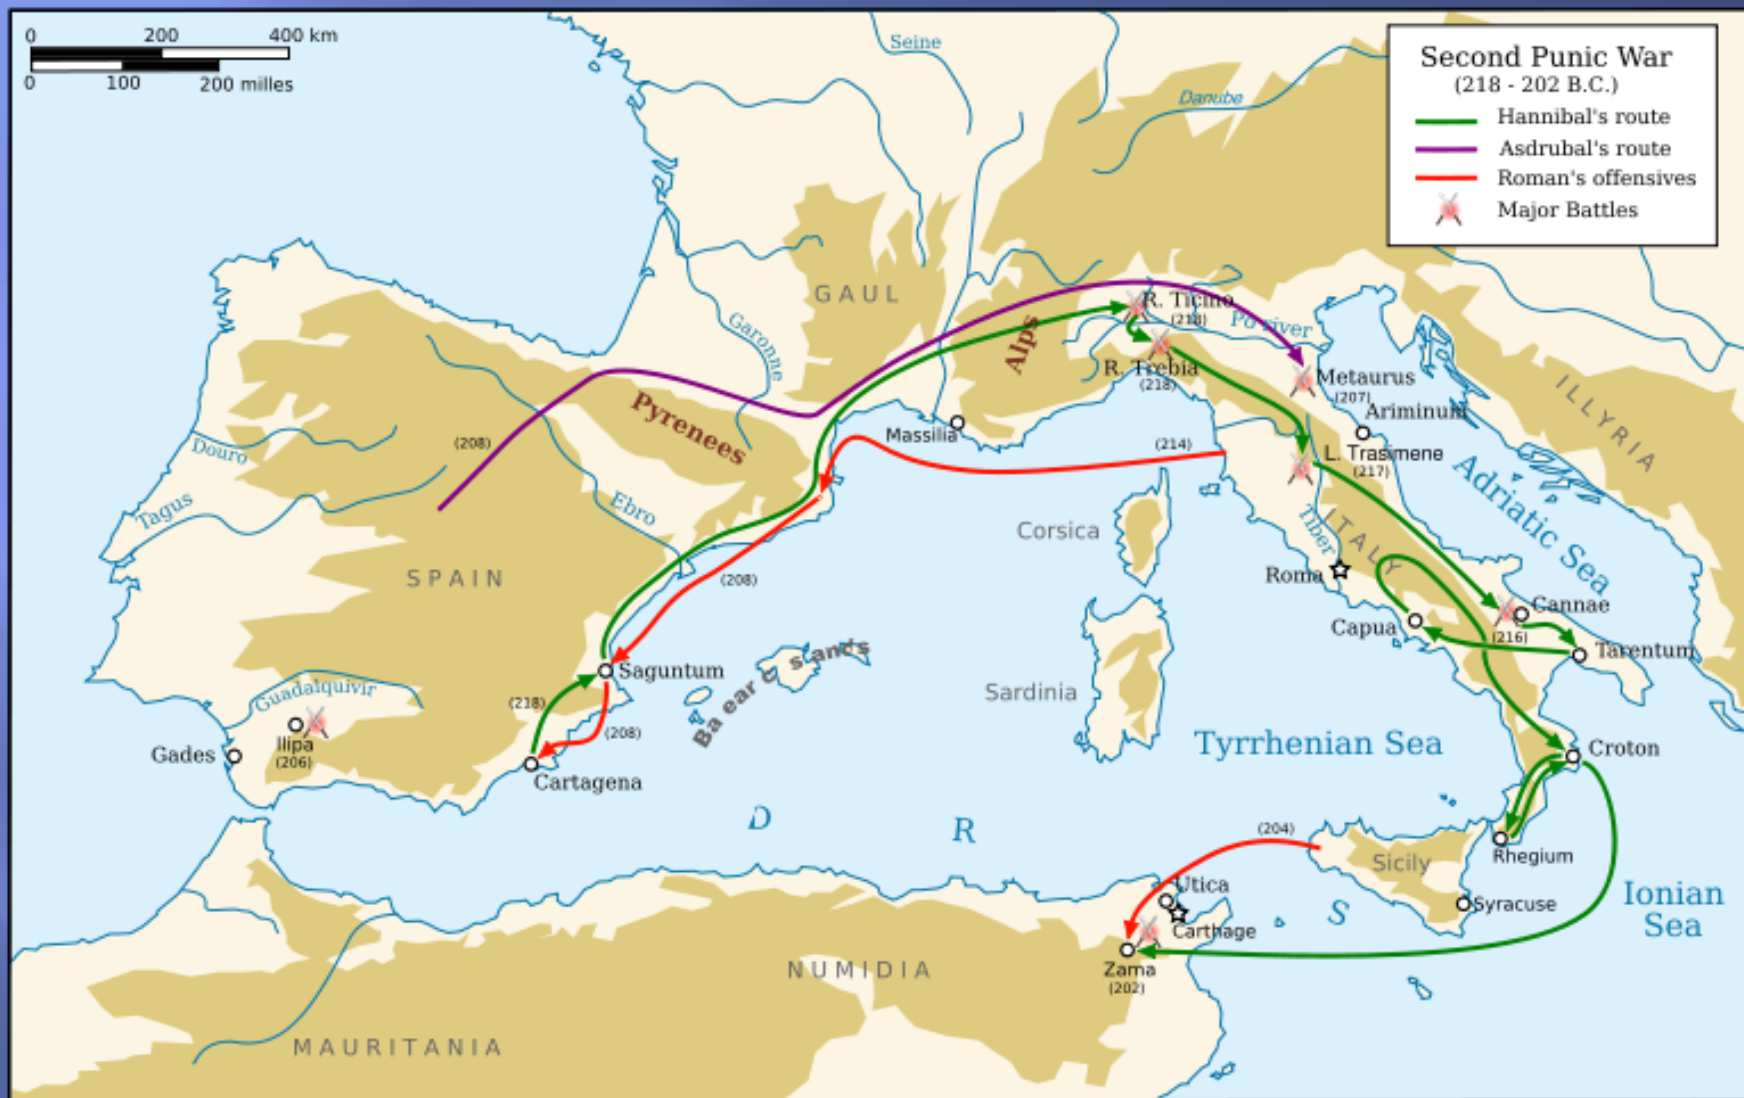 0 200 400 km
0 100 200 milles
Second Punic War
(218 - 202 B.C.)
Hannibal's route
Asdrubal's route
Roman's offensives
Major Battles
Seine
Danube
GAUL
Garonne
Alps
R. Ticino
(218)
Po river
R. Trebia
(218)
Metaurus
(207)
Ariminum
ILLYRIA
Pyrenees
Massilia
(214)
L. Trasimene
(217)
Adriatic Sea
Douro
(208)
Tagus
Ebro
Corsica
Tiber
ITALY
SPAIN
(208)
Roma
Cannae
(216)
Capua
Tarentum
Saguntum
Ba ear c s ands
Sardinia
Guadalquivir
(218)
(208)
Ilipa
(206)
Gades
Cartagena
Tyrrhenian Sea
Croton
D R
(204)
Sicily
Rhegium
Utica
Carthage
S
Syracuse
Ionian
Sea
Zama
(202)
NUMIDIA
MAURITANIA